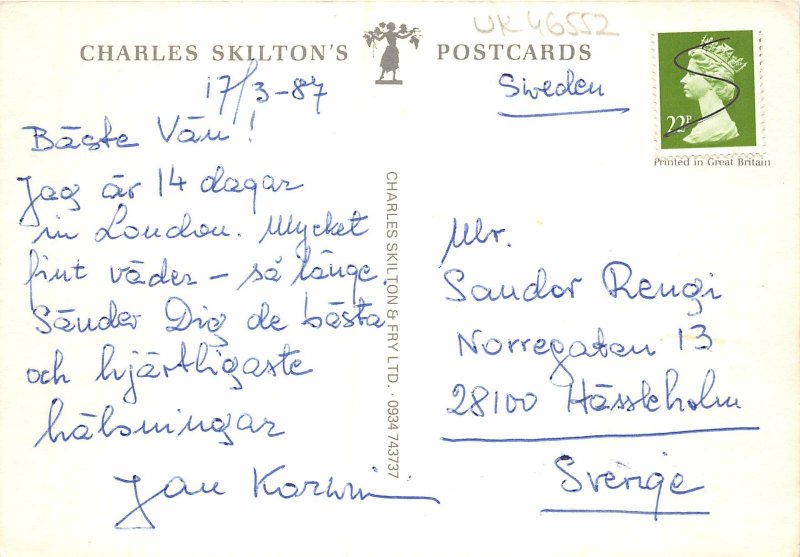 UK 46552
CHARLES SKILTON'S POSTCARDS
17/3-87
Sweden
22P
Printed in Great Britain
Bäste Vän!
Jag är 14 dagar
in London. Mycket
fint väder - så länge.
Sänder Dig de bästa
och hjärtligaste
hälsningar
Jan
CHARLES SKILTON & FRY LTD. · 0934 743737
Mr.
Sandor Rengi
Norregatan 13
28100 Hässleholm
Sverige